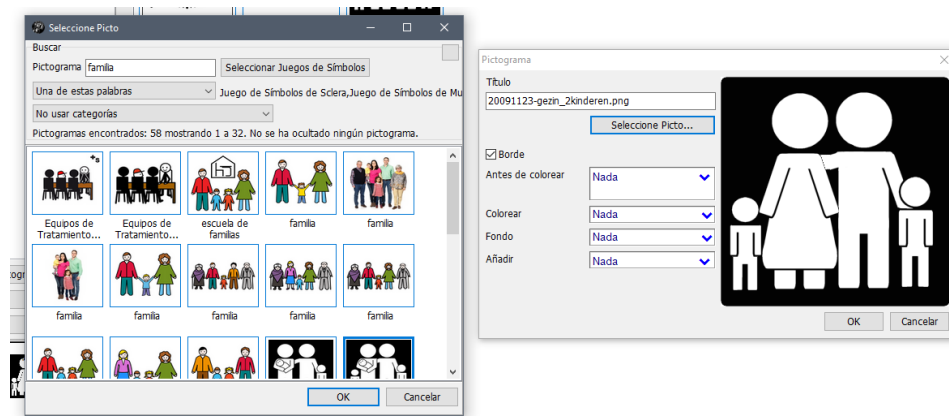 Seleccione Picto
Buscar
Pictograma familia Seleccionar Juegos de Símbolos
Una de estas palabras Juego de Símbolos de Sclera,Juego de Símbolos de Mu
No usar categorías
Pictogramas encontrados: 58 mostrando 1 a 32. No se ha ocultado ningún pictograma.
+s
Equipos de Tratamiento...
Equipos de Tratamiento...
escuela de familias
familia
familia
familia
familia
familia
familia
familia
OK Cancelar
Pictograma
Título
20091123-gezin_2kinderen.png
Seleccione Picto...
Borde
Antes de colorear Nada
Colorear Nada
Fondo Nada
Añadir Nada
OK Cancelar